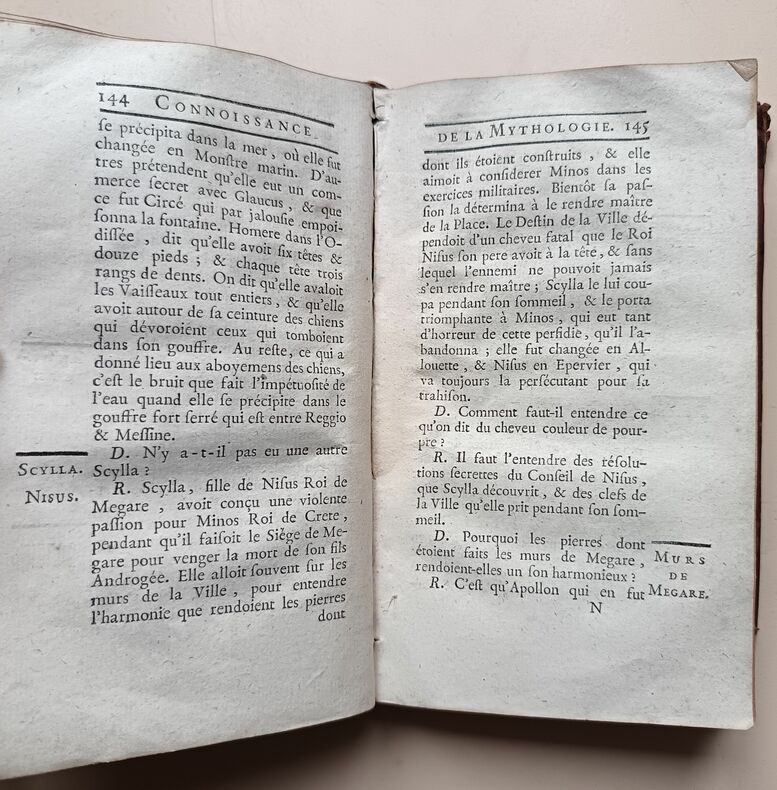 144 CONNOISSANCE
ſe précipita dans la mer, où elle fut
changée en Monſtre marin. D'au-
tres prétendent qu'elle eut un com-
merce ſecret avec Glaucus, & que
ce fut Circé qui par jalouſie empoi-
ſonna la fontaine. Homere dans l'O-
diſſée, dit qu'elle avoit ſix têtes &
douze pieds; & chaque tête trois
rangs de dents. On dit qu'elle avaloit
les Vaiſſeaux tout entiers, & qu'elle
avoit autour de ſa ceinture des chiens
qui dévoroient ceux qui tomboient
dans ſon gouffre. Au reſte, ce qui a
donné lieu aux aboyemens des chiens,
c'eſt le bruit que fait l'impétuoſité de
l'eau quand elle ſe précipite dans le
gouffre fort ſerré qui eſt entre Reggio
& Meſſine.
D. N'y a-t-il pas eu une autre
SCYLLA. Scylla?
NISUS. R. Scylla, fille de Niſus Roi de
Megare, avoit conçu une violente
paſſion pour Minos Roi de Crete,
pendant qu'il faiſoit le Siège de Me-
gare pour venger la mort de ſon fils
Androgée. Elle alloit ſouvent ſur les
murs de la Ville, pour entendre
l'harmonie que rendoient les pierres
dont
DE LA MYTHOLOGIE. 145
dont ils étoient conſtruits, & elle
aimoit à conſiderer Minos dans les
exercices militaires. Bientôt ſa paſ-
ſion la détermina à le rendre maître
de la Place. Le Deſtin de la Ville dé-
pendoit d'un cheveu fatal que le Roi
Niſus ſon pere avoit à la tête, & ſans
lequel l'ennemi ne pouvoit jamais
s'en rendre maître; Scylla le lui cou-
pa pendant ſon ſommeil, & le porta
triomphante à Minos, qui eut tant
d'horreur de cette perfidie, qu'il l'a-
bandonna; elle fut changée en Al-
louette, & Niſus en Epervier, qui
va toujours la perſécutant pour ſa
trahiſon.
D. Comment faut-il entendre ce
qu'on dit du cheveu couleur de pour-
pre?
R. Il faut l'entendre des réſolu-
tions ſecrettes du Conſeil de Niſus,
que Scylla découvrit, & des clefs de
la Ville qu'elle prit pendant ſon ſom-
meil.
D. Pourquoi les pierres dont
étoient faits les murs de Megare, MURS
rendoient-elles un ſon harmonieux? DE
R. C'eſt qu'Apollon qui en fut MEGARE.
N